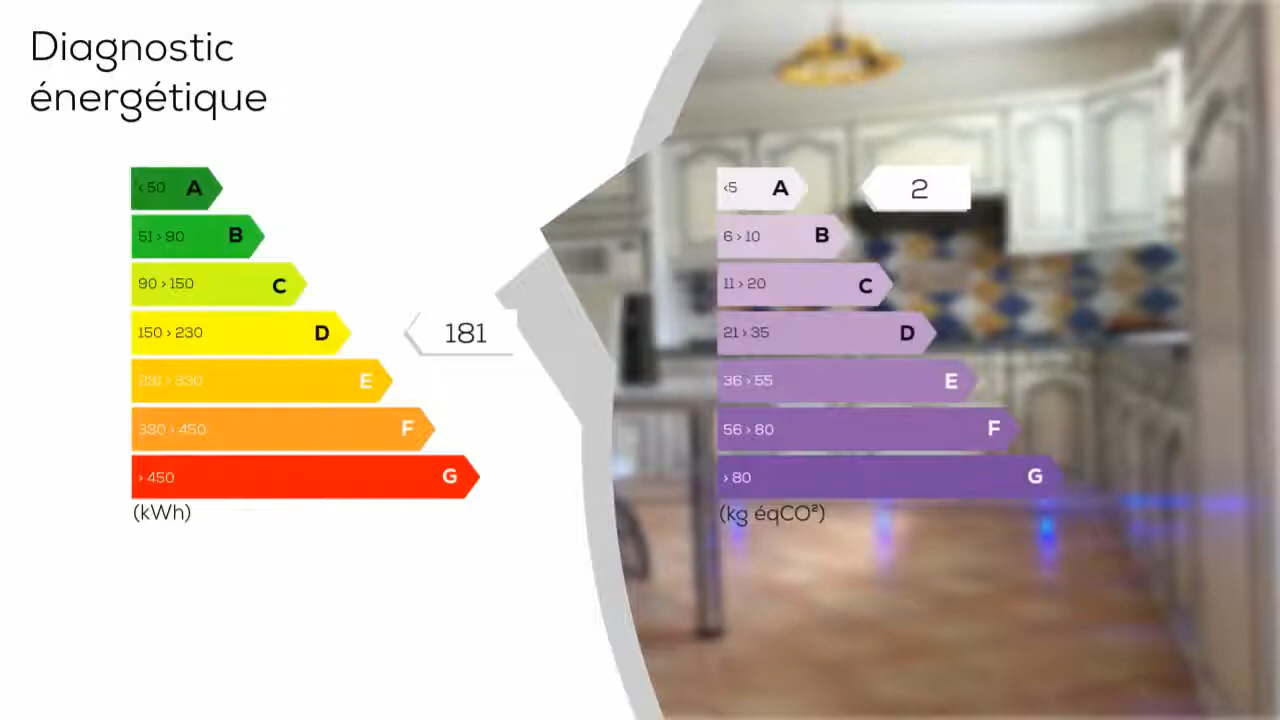 Diagnostic
énergétique
< 50 A
51 > 90 B
90 > 150 C
150 > 230 D
181
E
330 > 450 F
> 450 G
(kWh)
<5 A
2
6 > 10 B
11 > 20 C
21 > 35 D
36 > 55 E
56 > 80 F
> 80 G
(kg éqCO²)